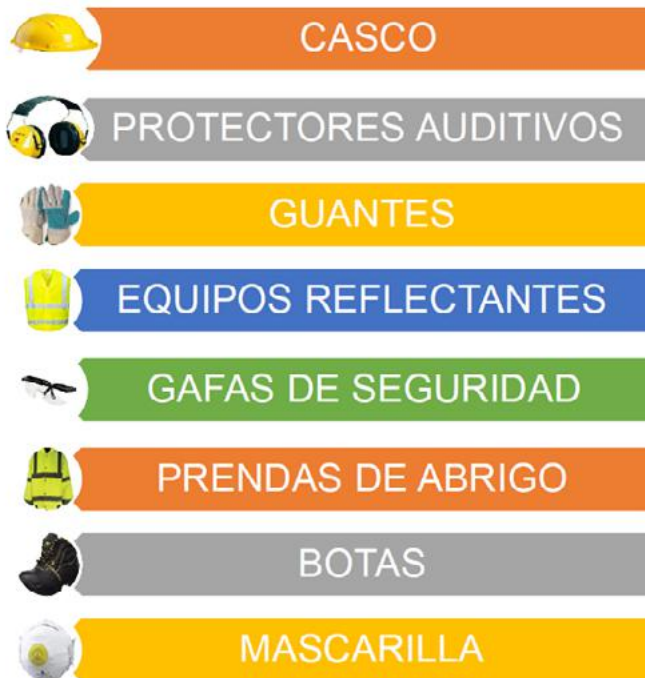 CASCO
PROTECTORES AUDITIVOS
GUANTES
EQUIPOS REFLECTANTES
GAFAS DE SEGURIDAD
PRENDAS DE ABRIGO
BOTAS
MASCARILLA